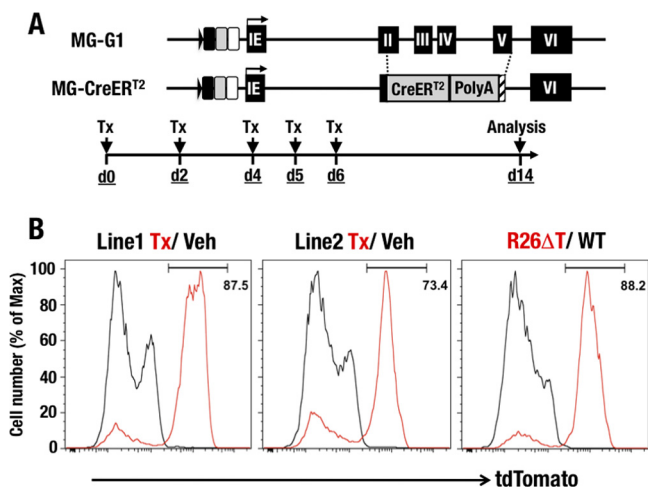 A
MG-G1
IE II III IV V VI
MG-CreERT2
IE CreERT2 PolyA VI
Tx Tx Tx Tx Tx Analysis
d0 d2 d4 d5 d6 d14
B
Line1 Tx/ Veh Line2 Tx/ Veh R26ΔT/ WT
87.5 73.4 88.2
Cell number (% of Max)
100
80
60
40
20
0
tdTomato